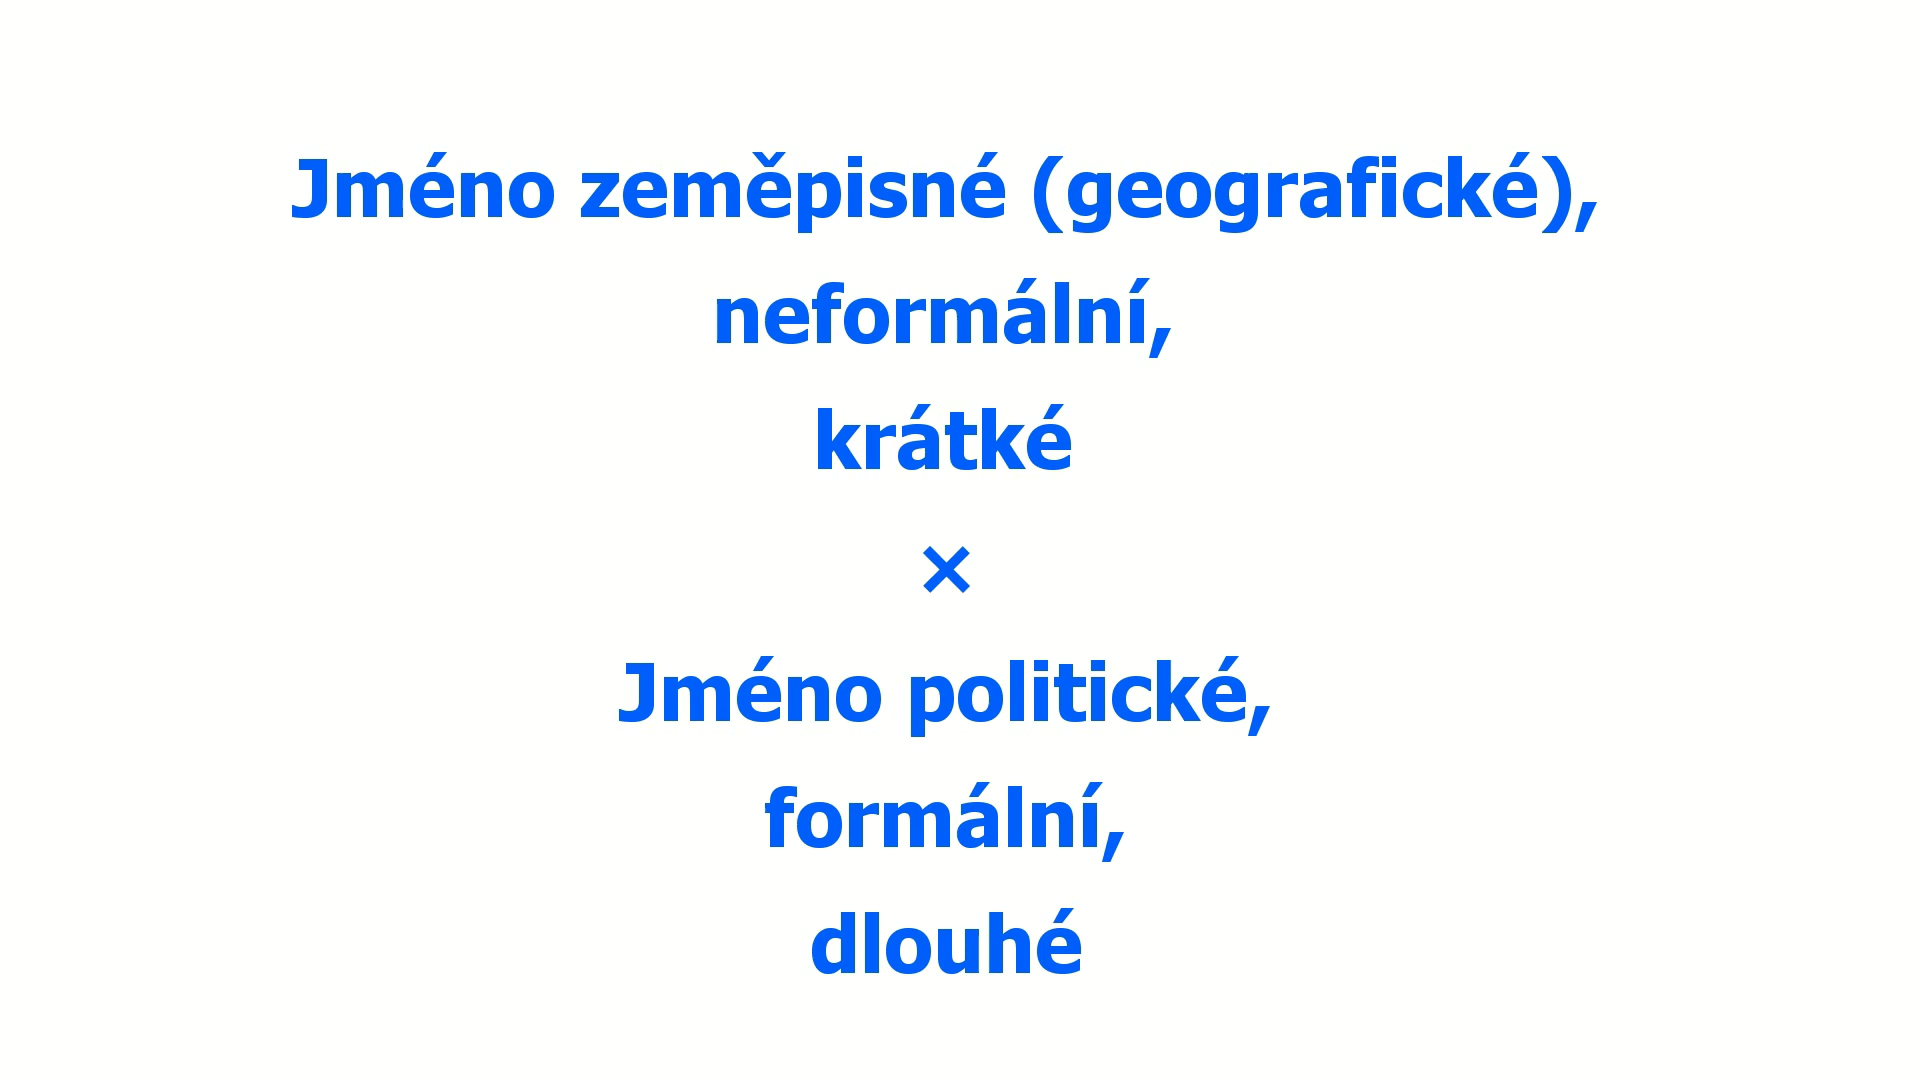 Jméno zeměpisné (geografické),
neformální,
krátké
×
Jméno politické,
formální,
dlouhé